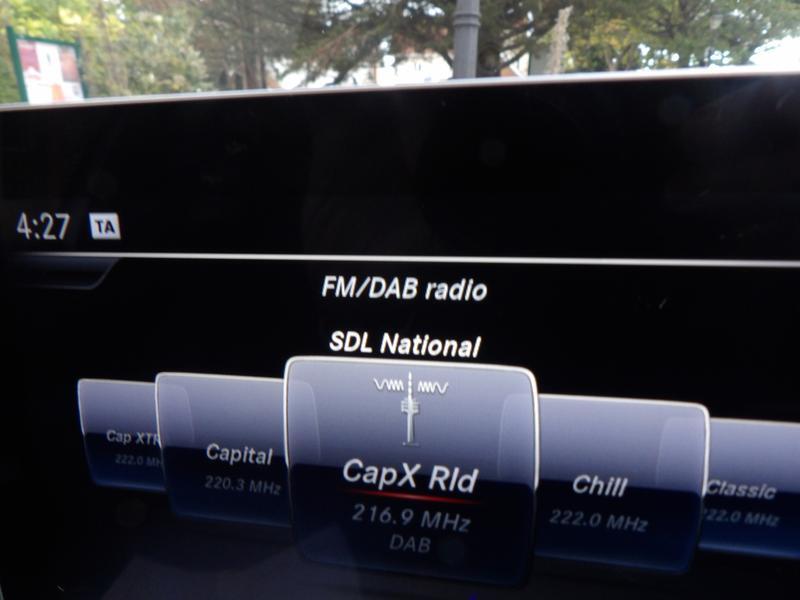 4:27 TA
FM/DAB radio
SDL National
Cap XTR
222.0 MH
Capital
220.3 MHz
CapX Rld
216.9 MHz
DAB
Chill
222.0 MHz
Classic
222.0 MHz